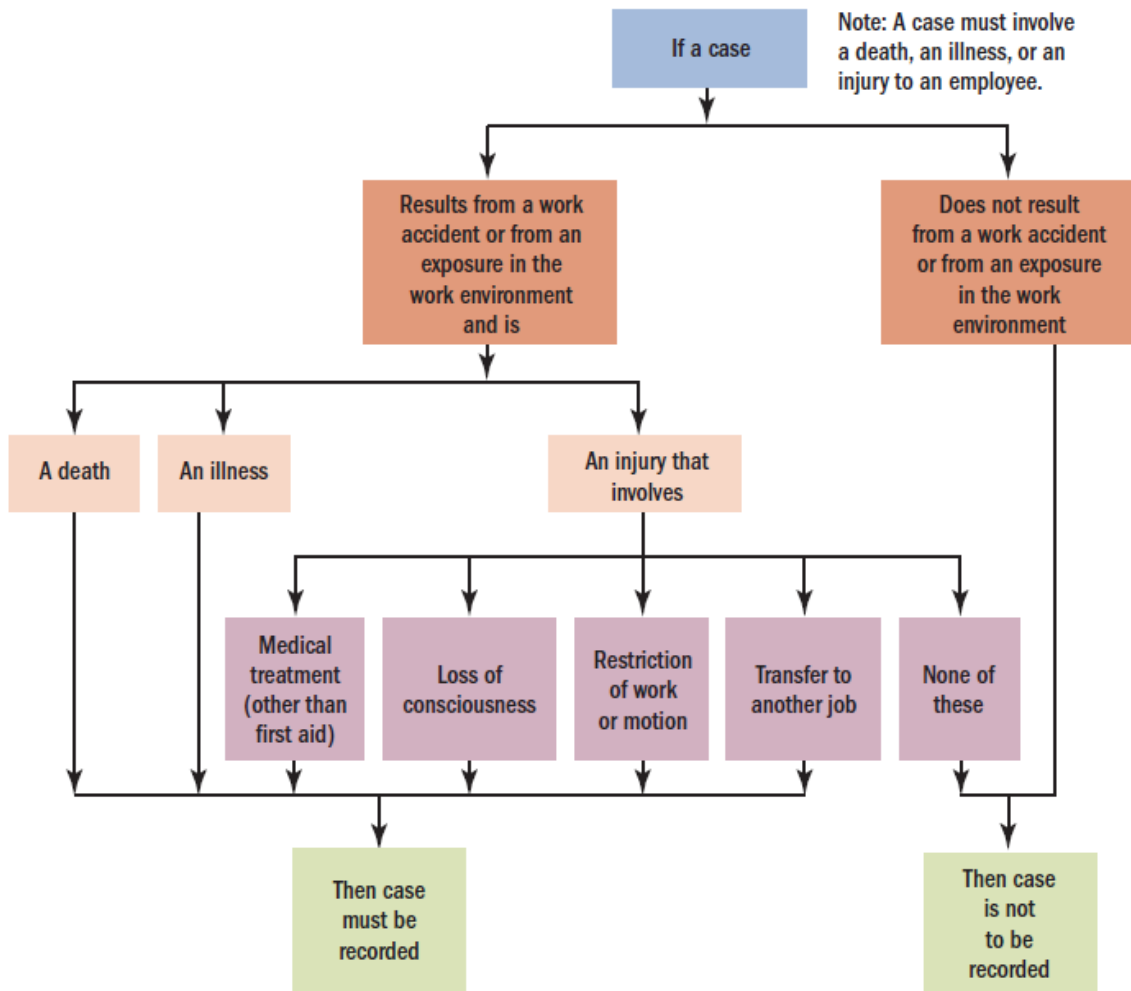 If a case
Note: A case must involve
a death, an illness, or an
injury to an employee.
Results from a work
accident or from an
exposure in the
work environment
and is
Does not result
from a work accident
or from an exposure
in the work
environment
A death
An illness
An injury that
involves
Medical
treatment
(other than
first aid)
Loss of
consciousness
Restriction
of work
or motion
Transfer to
another job
None of
these
Then case
must be
recorded
Then case
is not
to be
recorded